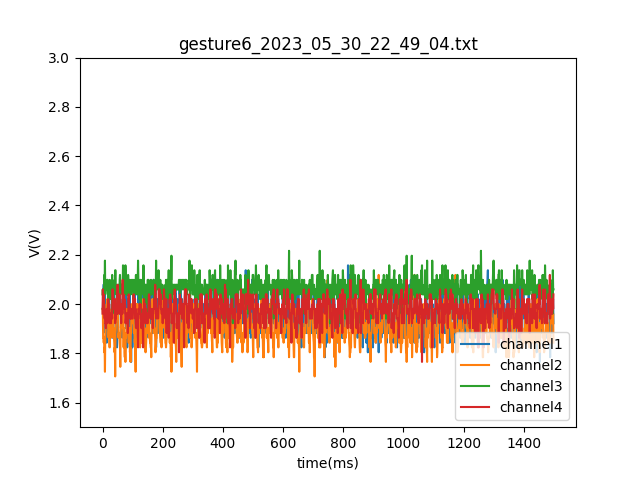 gesture6_2023_05_30_22_49_04.txt
3.0
2.8
2.6
2.4
2.2
2.0
1.8
1.6
V(V)
channel1
channel2
channel3
channel4
0 200 400 600 800 1000 1200 1400
time(ms)